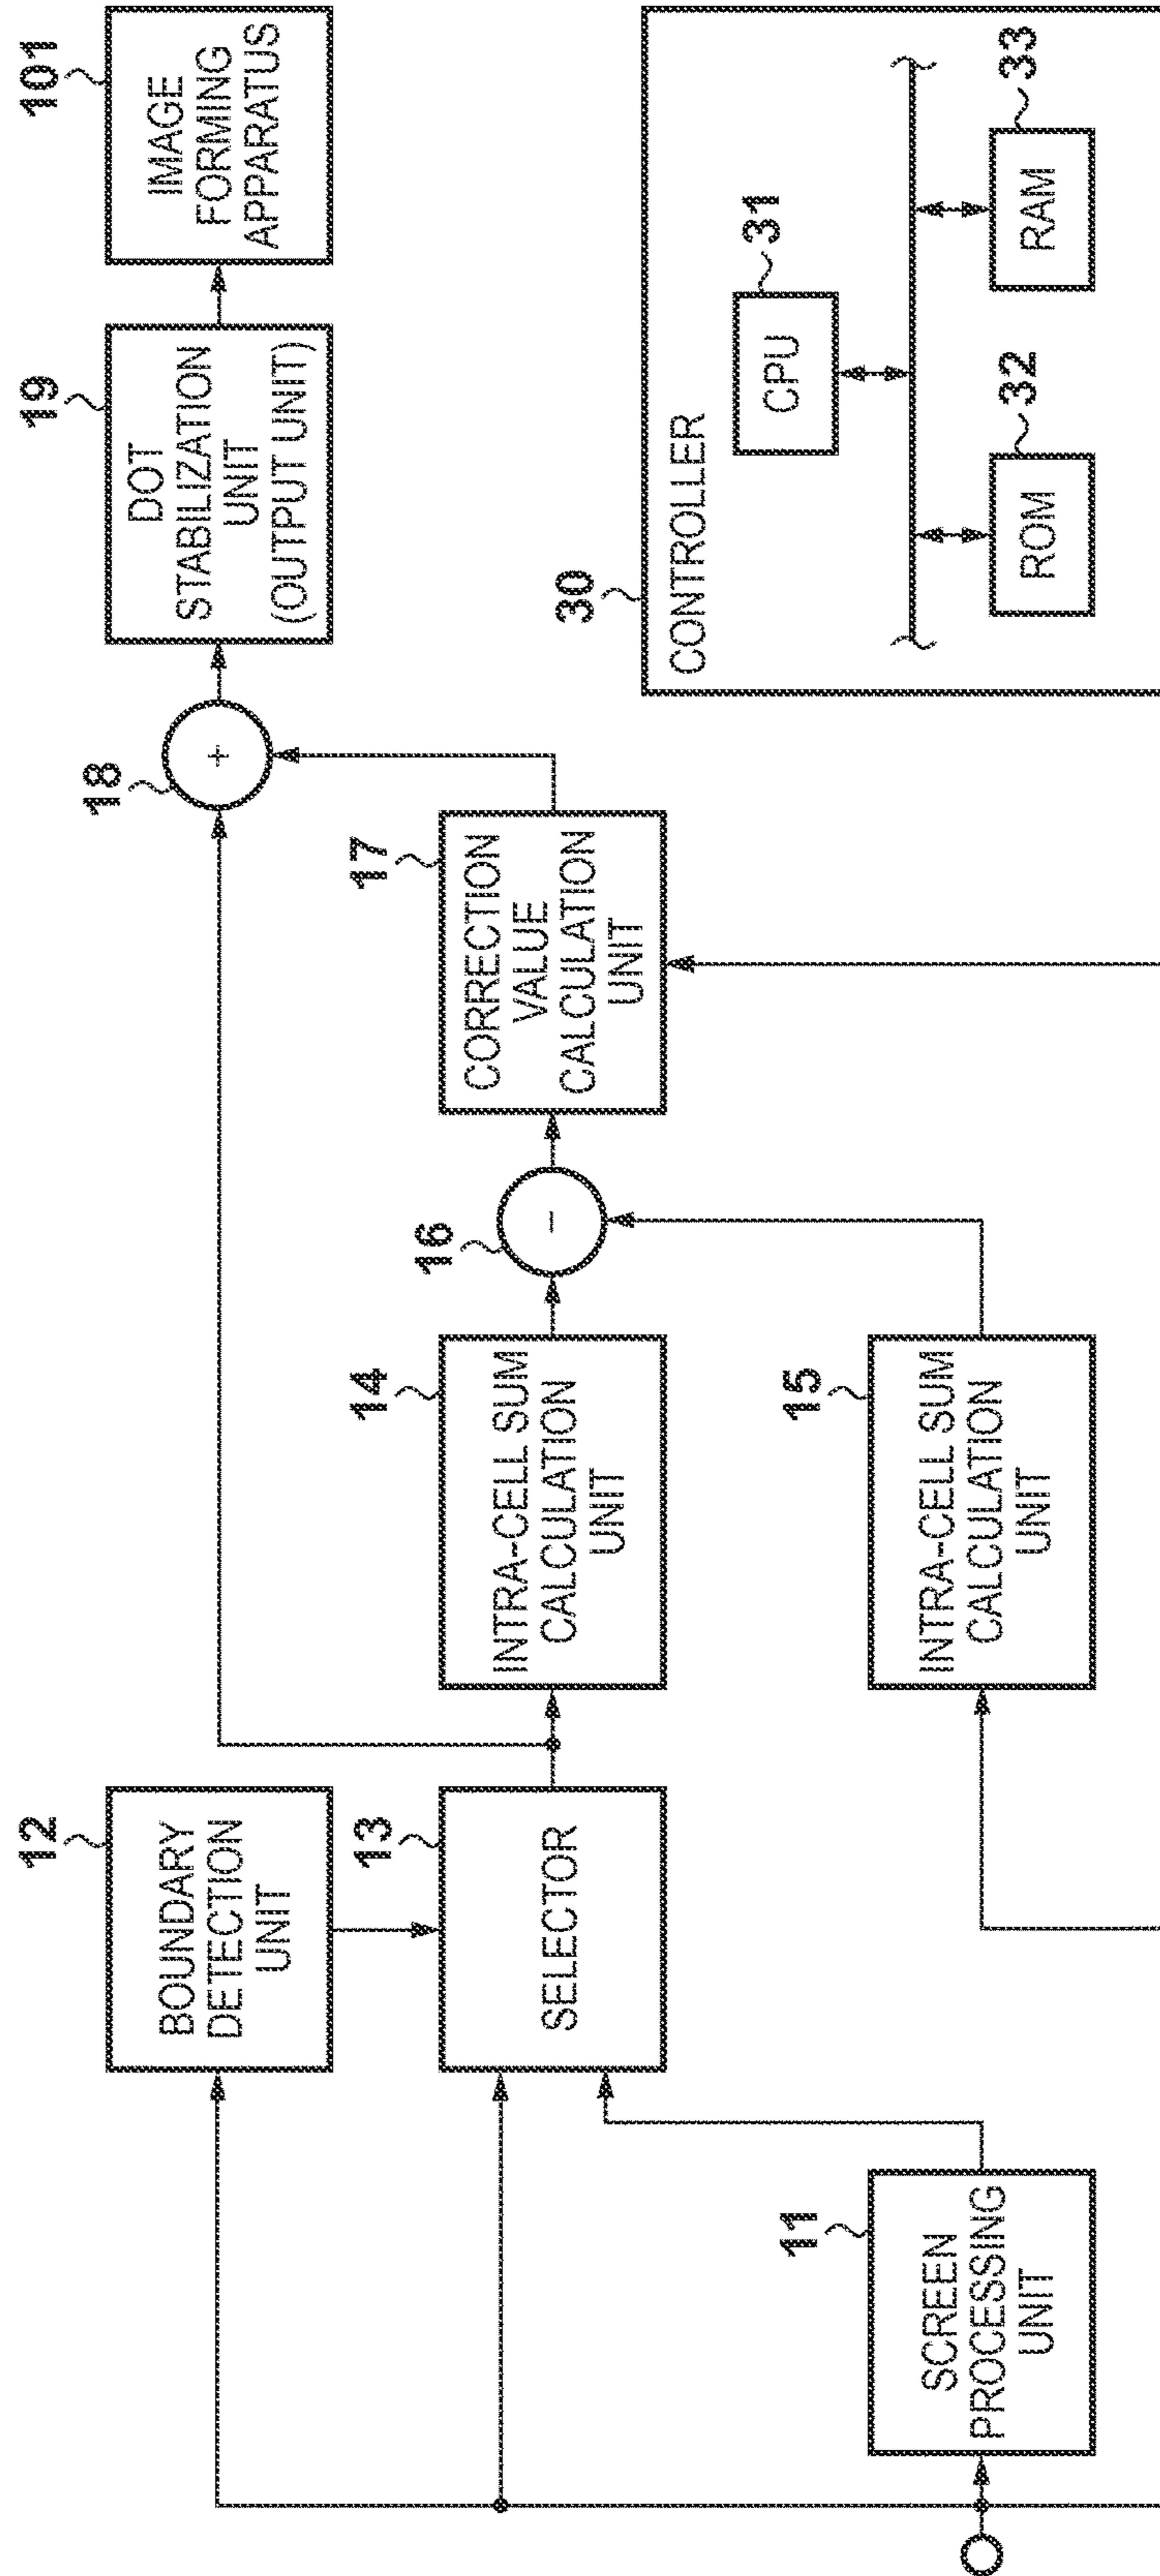 12
BOUNDARY
DETECTION
UNIT
13
SELECTOR
11
SCREEN
PROCESSING
UNIT
14
INTRA-CELL SUM
CALCULATION
UNIT
15
INTRA-CELL SUM
CALCULATION
UNIT
16
−
17
CORRECTION
VALUE
CALCULATION
UNIT
18
+
19
DOT
STABILIZATION
UNIT
(OUTPUT UNIT)
101
IMAGE
FORMING
APPARATUS
30
CONTROLLER
31
CPU
32
ROM
33
RAM